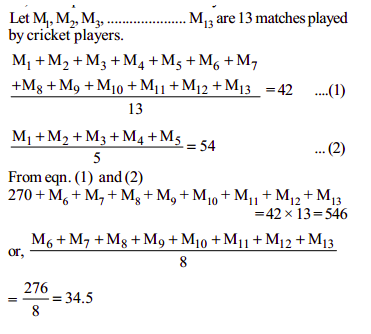 Let M₁, M₂, M₃, ...................... M₁₃ are 13 matches played
by cricket players.
M₁ + M₂ + M₃ + M₄ + M₅ + M₆ + M₇
+M₈ + M₉ + M₁₀ + M₁₁ + M₁₂ + M₁₃ = 42 ....(1)
13
M₁ + M₂ + M₃ + M₄ + M₅ = 54 ... (2)
5
From eqn. (1) and (2)
270 + M₆ + M₇ + M₈ + M₉ + M₁₀ + M₁₁ + M₁₂ + M₁₃
= 42 × 13 = 546
or, M₆ + M₇ + M₈ + M₉ + M₁₀ + M₁₁ + M₁₂ + M₁₃
8
= 276/8 = 34.5